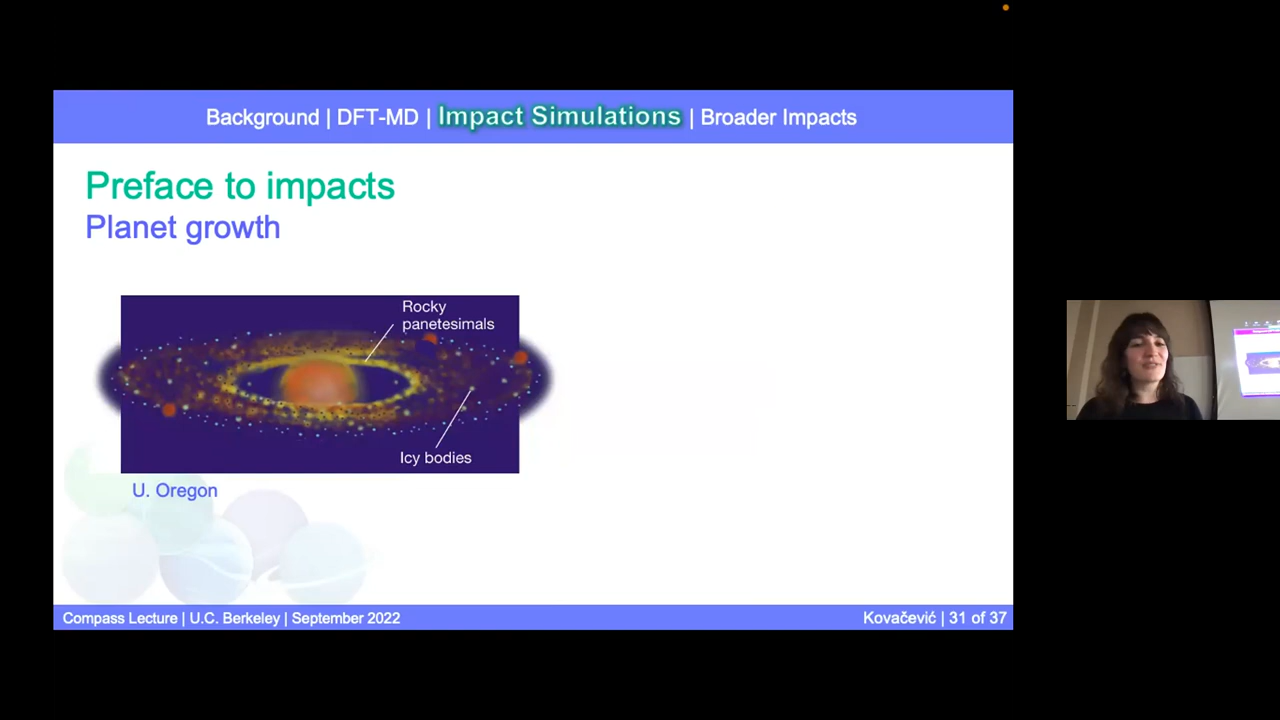 Background | DFT-MD | Impact Simulations | Broader Impacts
Preface to impacts
Planet growth
Rocky
panetesimals
Icy bodies
U. Oregon
Compass Lecture | U.C. Berkeley | September 2022
Kovačević | 31 of 37